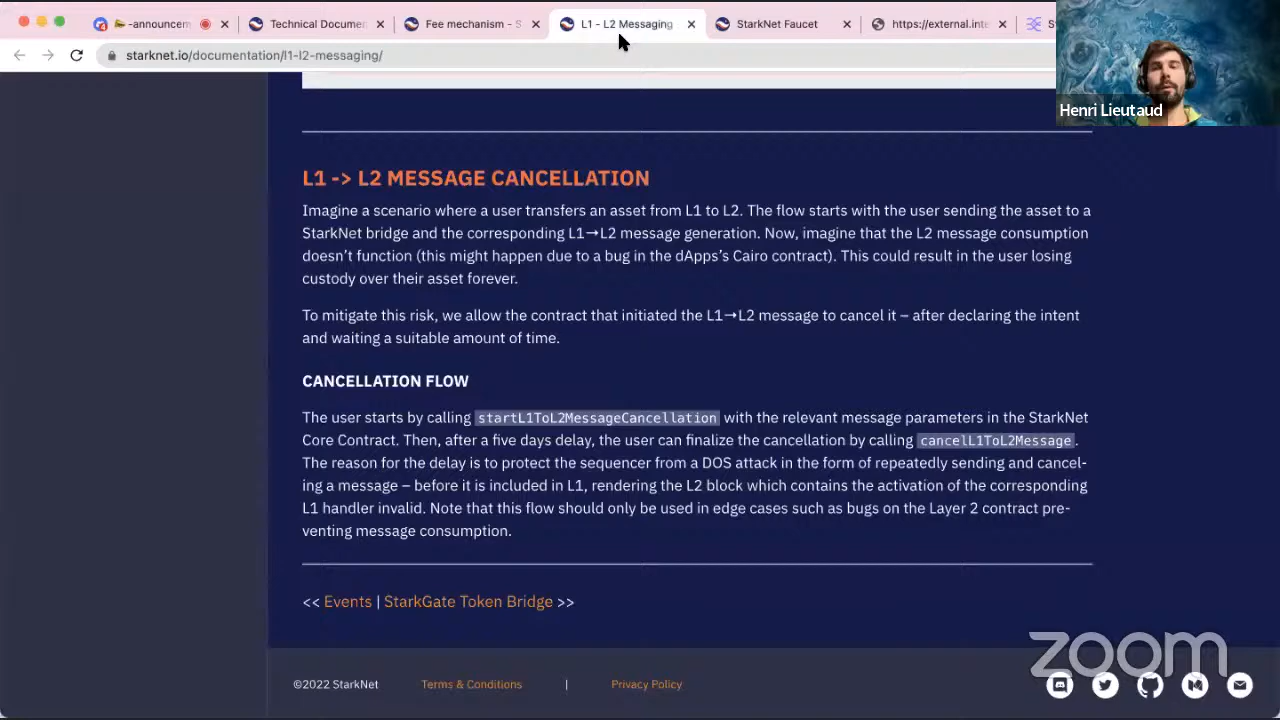 -announcem
Technical Documen
Fee mechanism - S
L1 - L2 Messaging
StarkNet Faucet
https://external.inte
starknet.io/documentation/l1-l2-messaging/
Henri Lieutaud
L1 -> L2 MESSAGE CANCELLATION
Imagine a scenario where a user transfers an asset from L1 to L2. The flow starts with the user sending the asset to a
StarkNet bridge and the corresponding L1→L2 message generation. Now, imagine that the L2 message consumption
doesn't function (this might happen due to a bug in the dApps's Cairo contract). This could result in the user losing
custody over their asset forever.
To mitigate this risk, we allow the contract that initiated the L1→L2 message to cancel it – after declaring the intent
and waiting a suitable amount of time.
CANCELLATION FLOW
The user starts by calling startL1ToL2MessageCancellation with the relevant message parameters in the StarkNet
Core Contract. Then, after a five days delay, the user can finalize the cancellation by calling cancelL1ToL2Message.
The reason for the delay is to protect the sequencer from a DOS attack in the form of repeatedly sending and cancel-
ing a message – before it is included in L1, rendering the L2 block which contains the activation of the corresponding
L1 handler invalid. Note that this flow should only be used in edge cases such as bugs on the Layer 2 contract pre-
venting message consumption.
<< Events | StarkGate Token Bridge >>
zoom
©2022 StarkNet
Terms & Conditions
|
Privacy Policy